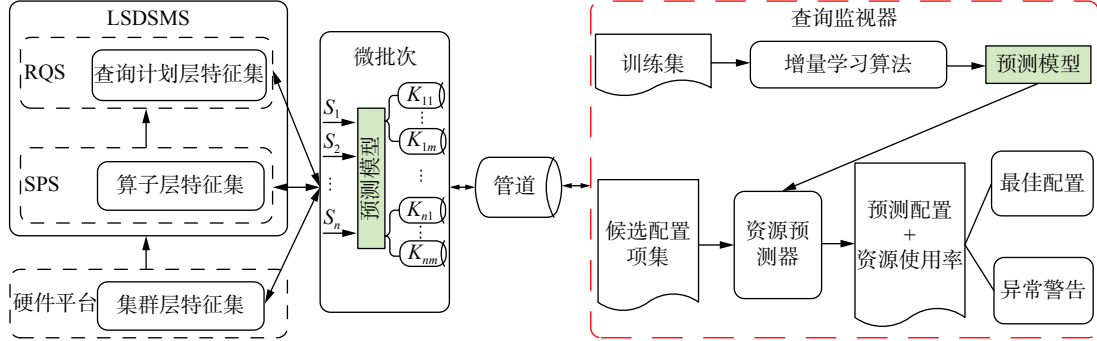 LSDSMS
RQS
查询计划层特征集
SPS
算子层特征集
硬件平台
集群层特征集
微批次
S1
S2
⋮
Sn
预测模型
K11
⋮
K1m
⋮
Kn1
⋮
Knm
管道
查询监视器
训练集
增量学习算法
预测模型
候选配置
项集
资源预
测器
预测配置
+
资源使用率
最佳配置
异常警告